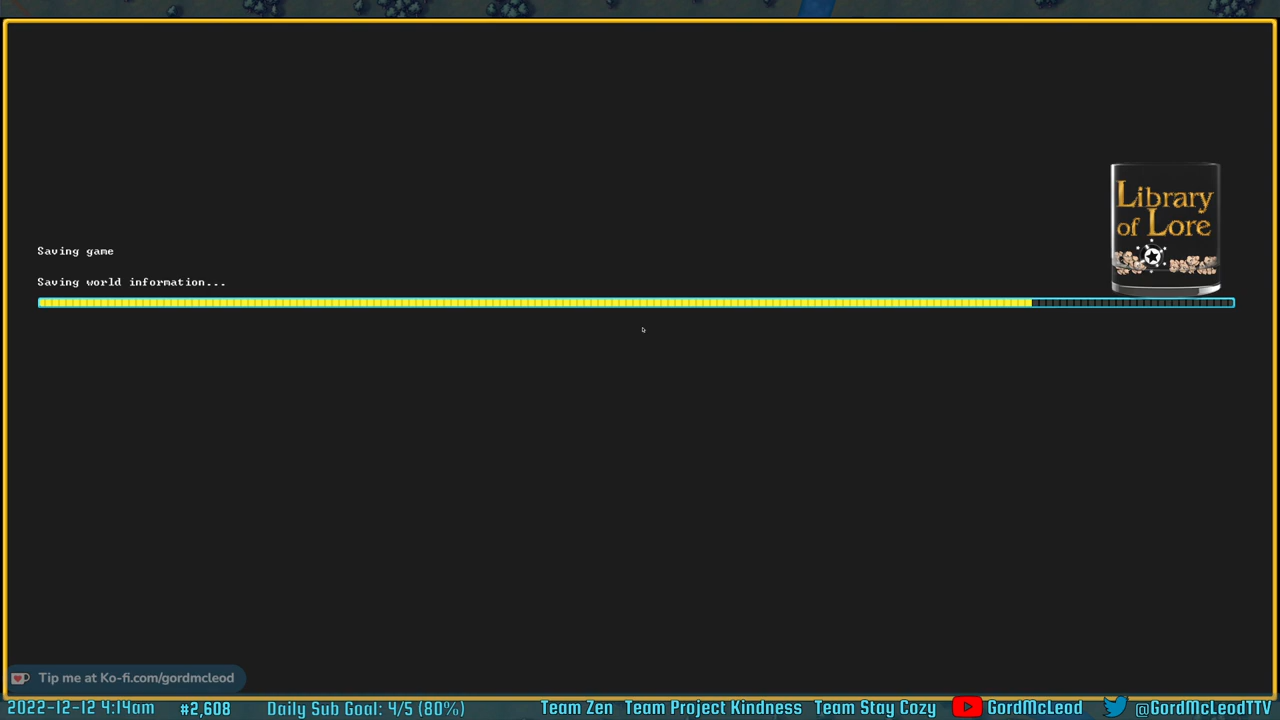 Library
of Lore
Saving game
Saving world information...
Tip me at Ko-fi.com/gordmcleod
2022-12-12 4:14am #2,608 Daily Sub Goal: 4/5 (80%) Team Zen Team Project Kindness Team Stay Cozy GordMcLeod @GordMcLeodTTV